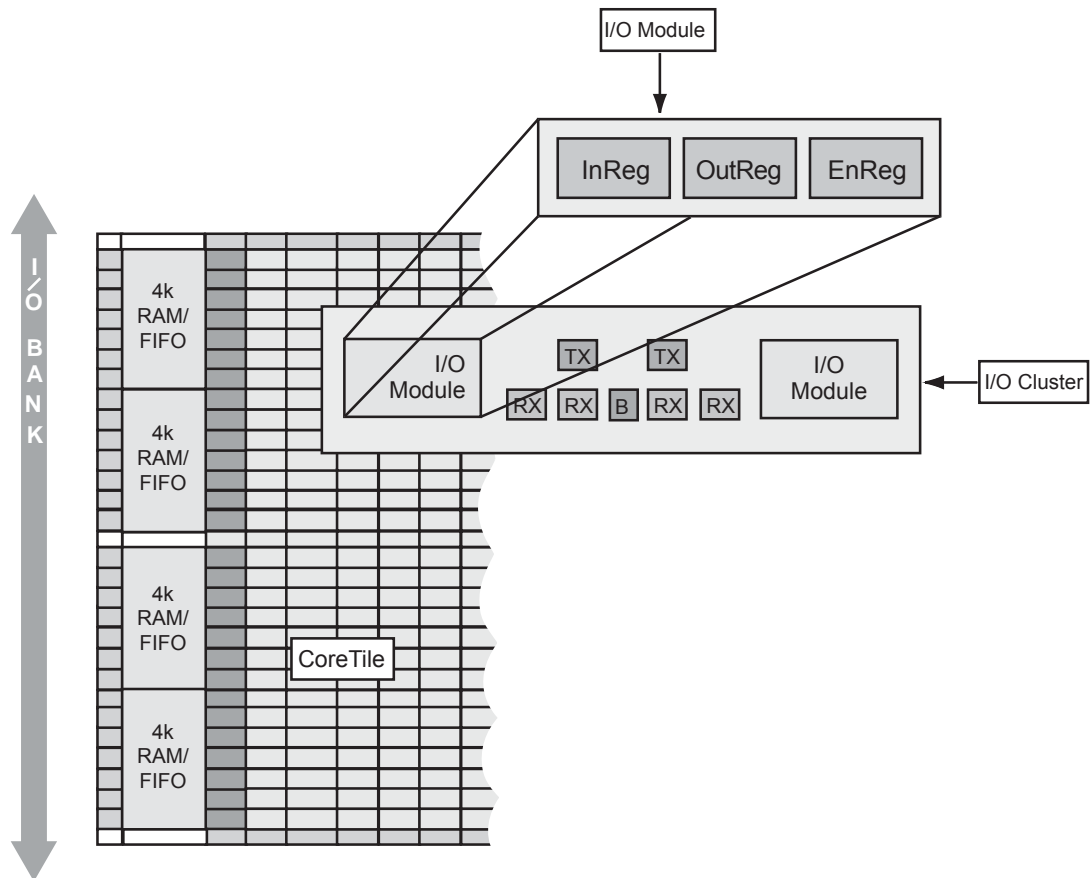 I/O Module
InReg
OutReg
EnReg
I/O BANK
4k
RAM/
FIFO
I/O
Module
TX
TX
I/O
Module
I/O Cluster
RX
RX
B
RX
RX
4k
RAM/
FIFO
4k
RAM/
FIFO
CoreTile
4k
RAM/
FIFO